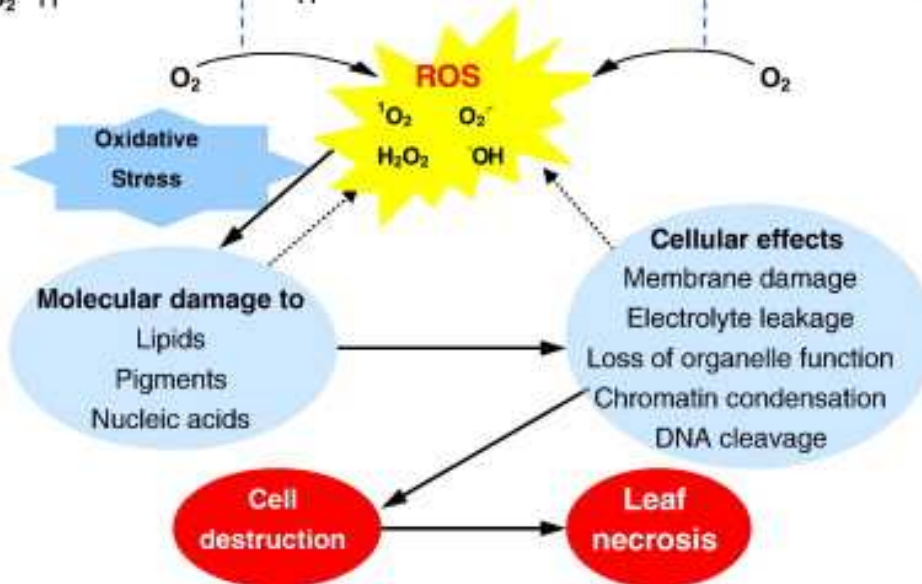 O₂
O₂
ROS
¹O₂ O₂⁻
H₂O₂ ˙OH
Oxidative
Stress
Molecular damage to
Lipids
Pigments
Nucleic acids
Cellular effects
Membrane damage
Electrolyte leakage
Loss of organelle function
Chromatin condensation
DNA cleavage
Cell
destruction
Leaf
necrosis